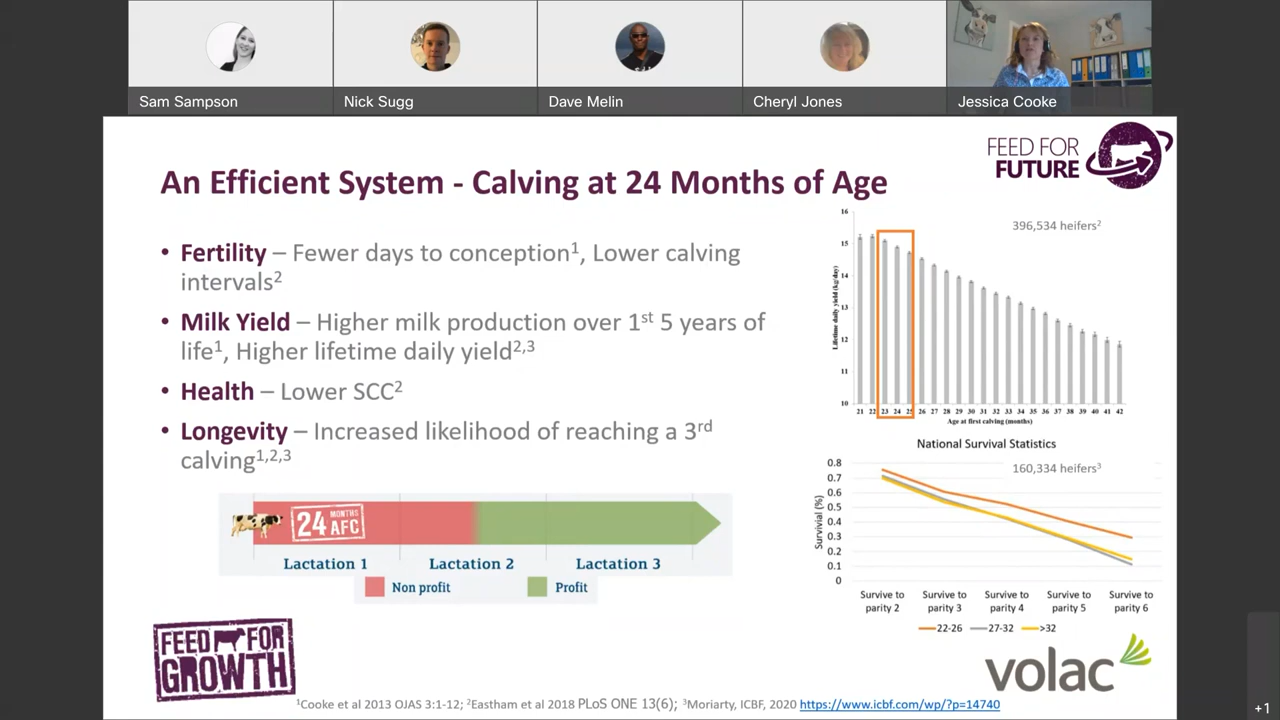 Sam Sampson
Nick Sugg
Dave Melin
Cheryl Jones
Jessica Cooke
FEED FOR
FUTURE
An Efficient System - Calving at 24 Months of Age
• Fertility – Fewer days to conception¹, Lower calving
intervals²
• Milk Yield – Higher milk production over 1ˢᵗ 5 years of
life¹, Higher lifetime daily yield²,³
• Health – Lower SCC²
• Longevity – Increased likelihood of reaching a 3ʳᵈ
calving¹,²,³
24 MONTHS AFC
Lactation 1 Lactation 2 Lactation 3
Non profit Profit
396,534 heifers²
Lifetime daily yield (kg/day)
16
15
14
13
12
11
10
21 22 23 24 25 26 27 28 29 30 31 32 33 34 35 36 37 38 39 40 41 42
Age at first calving (months)
National Survival Statistics
160,334 heifers³
Survivial (%)
0.8
0.7
0.6
0.5
0.4
0.3
0.2
0.1
0
Survive to Survive to Survive to Survive to Survive to
parity 2 parity 3 parity 4 parity 5 parity 6
22-26 27-32 >32
FEED FOR
GROWTH
volac
¹Cooke et al 2013 OJAS 3:1-12; ²Eastham et al 2018 PLoS ONE 13(6); ³Moriarty, ICBF, 2020 https://www.icbf.com/wp/?p=14740
+1